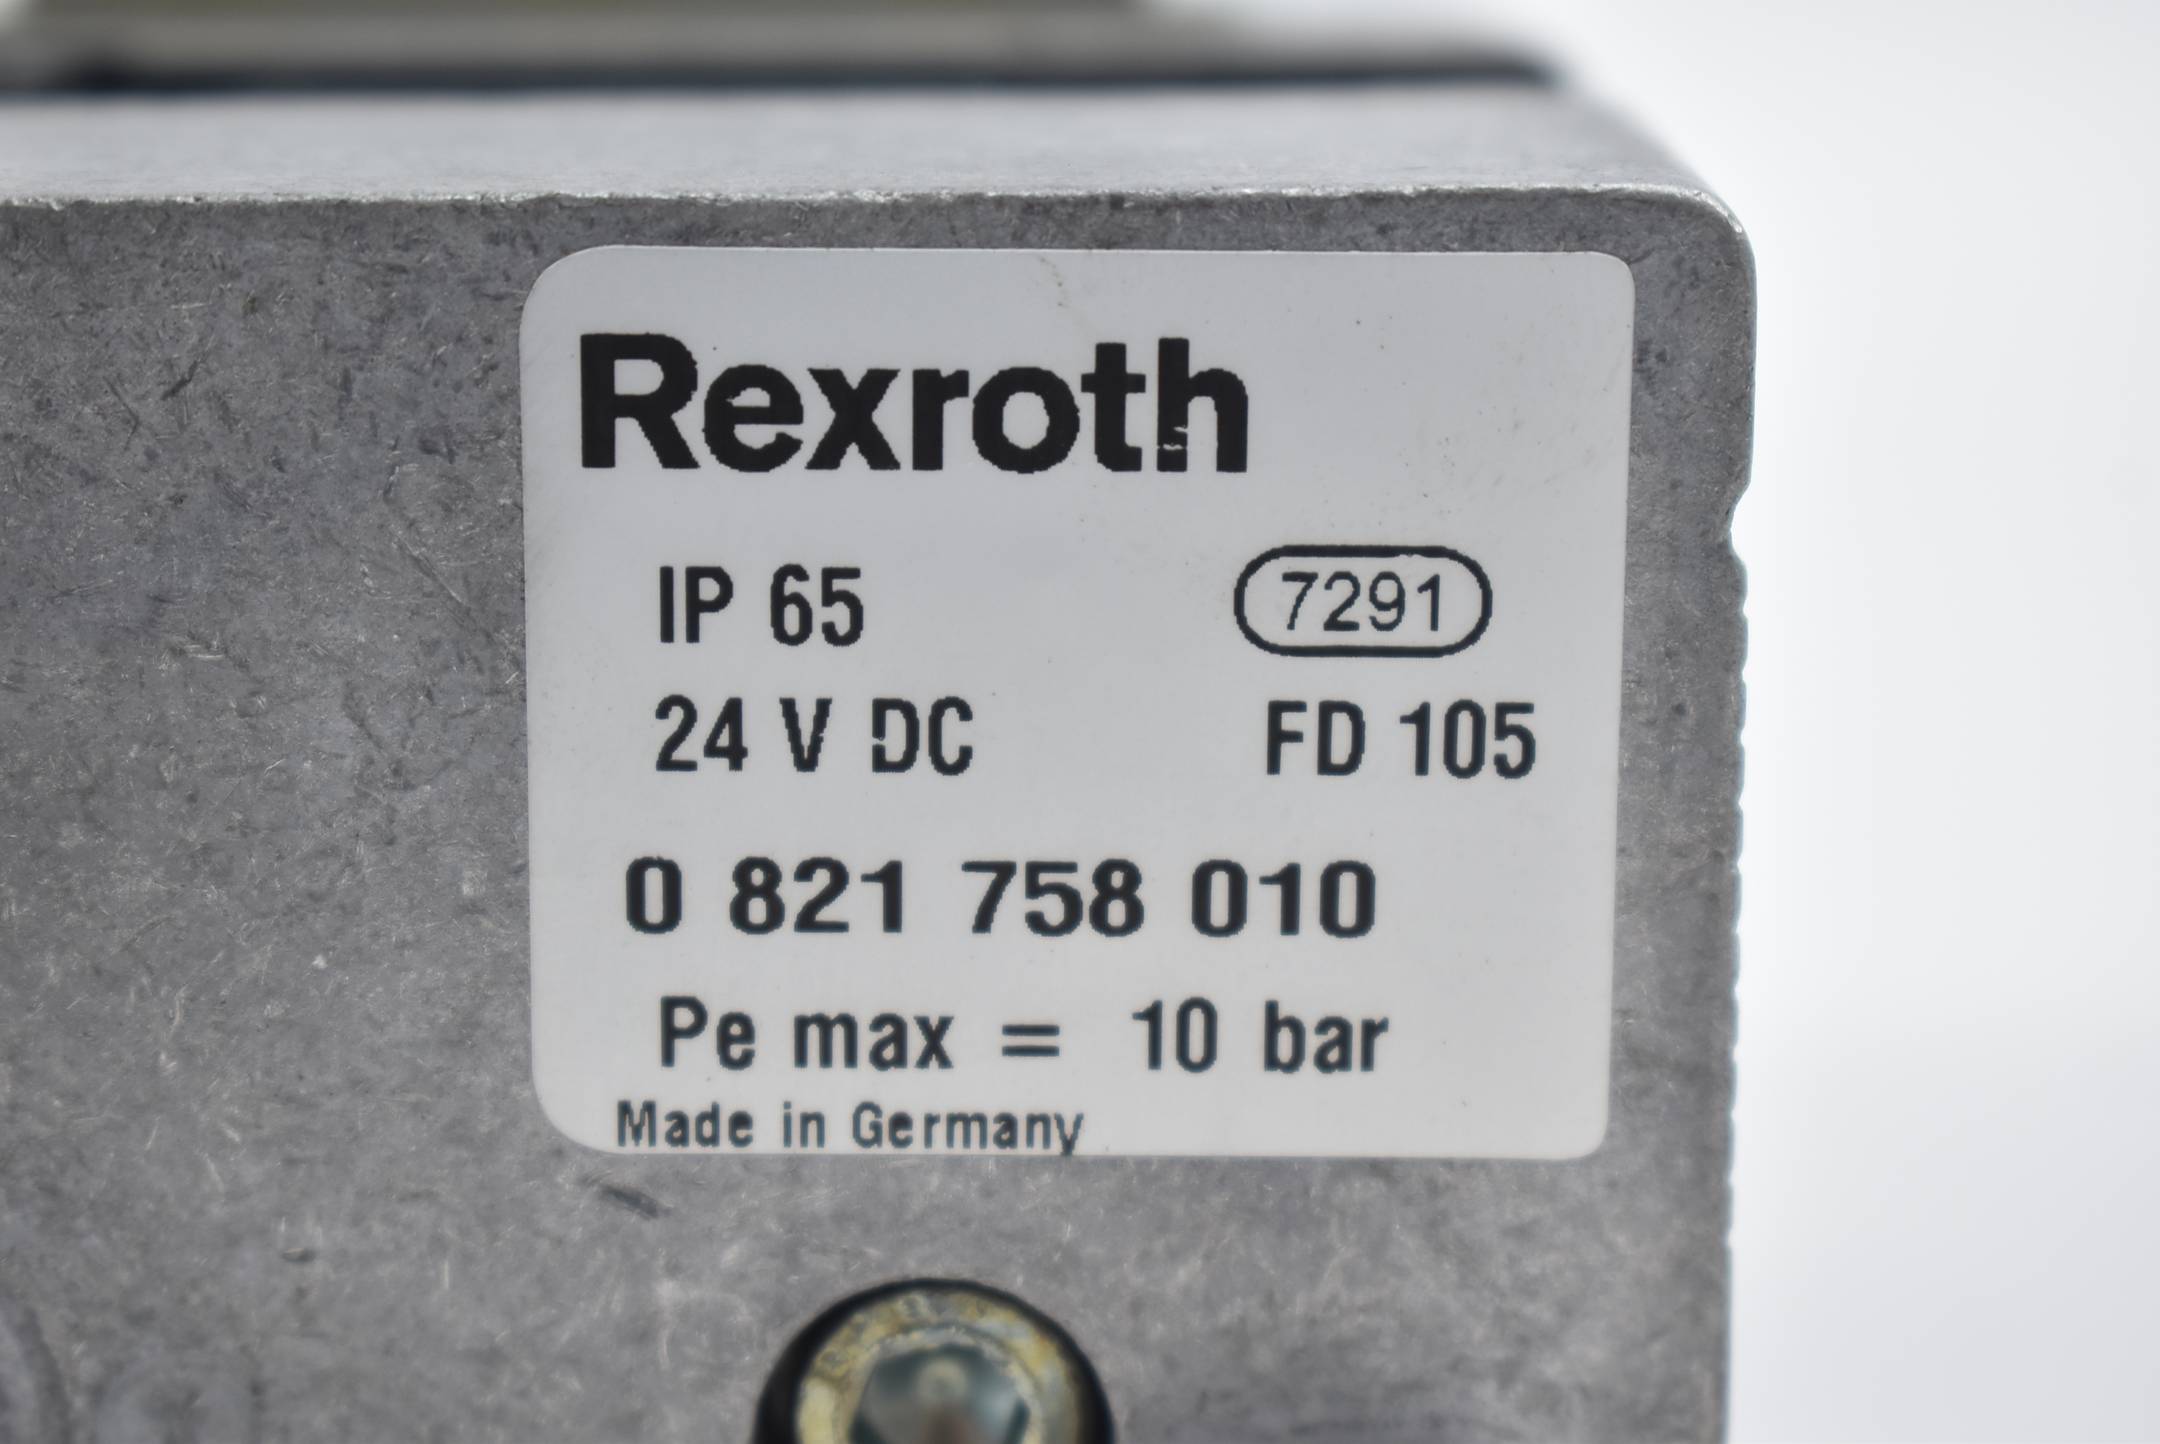 Rexroth
IP 65 7291
24 V DC FD 105
0 821 758 010
Pe max = 10 bar
Made in Germany